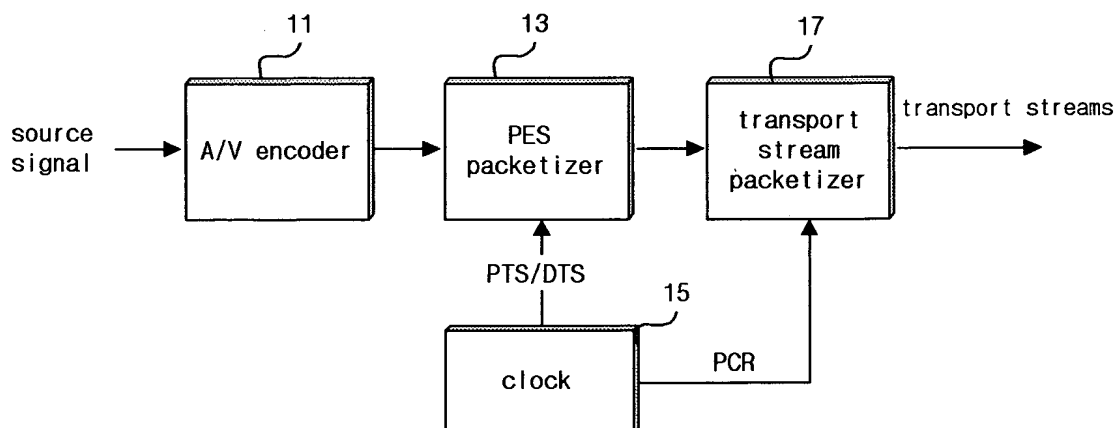 11
13
17
source
signal
A/V encoder
PES
packetizer
transport
stream
packetizer
transport streams
PTS/DTS
15
clock
PCR